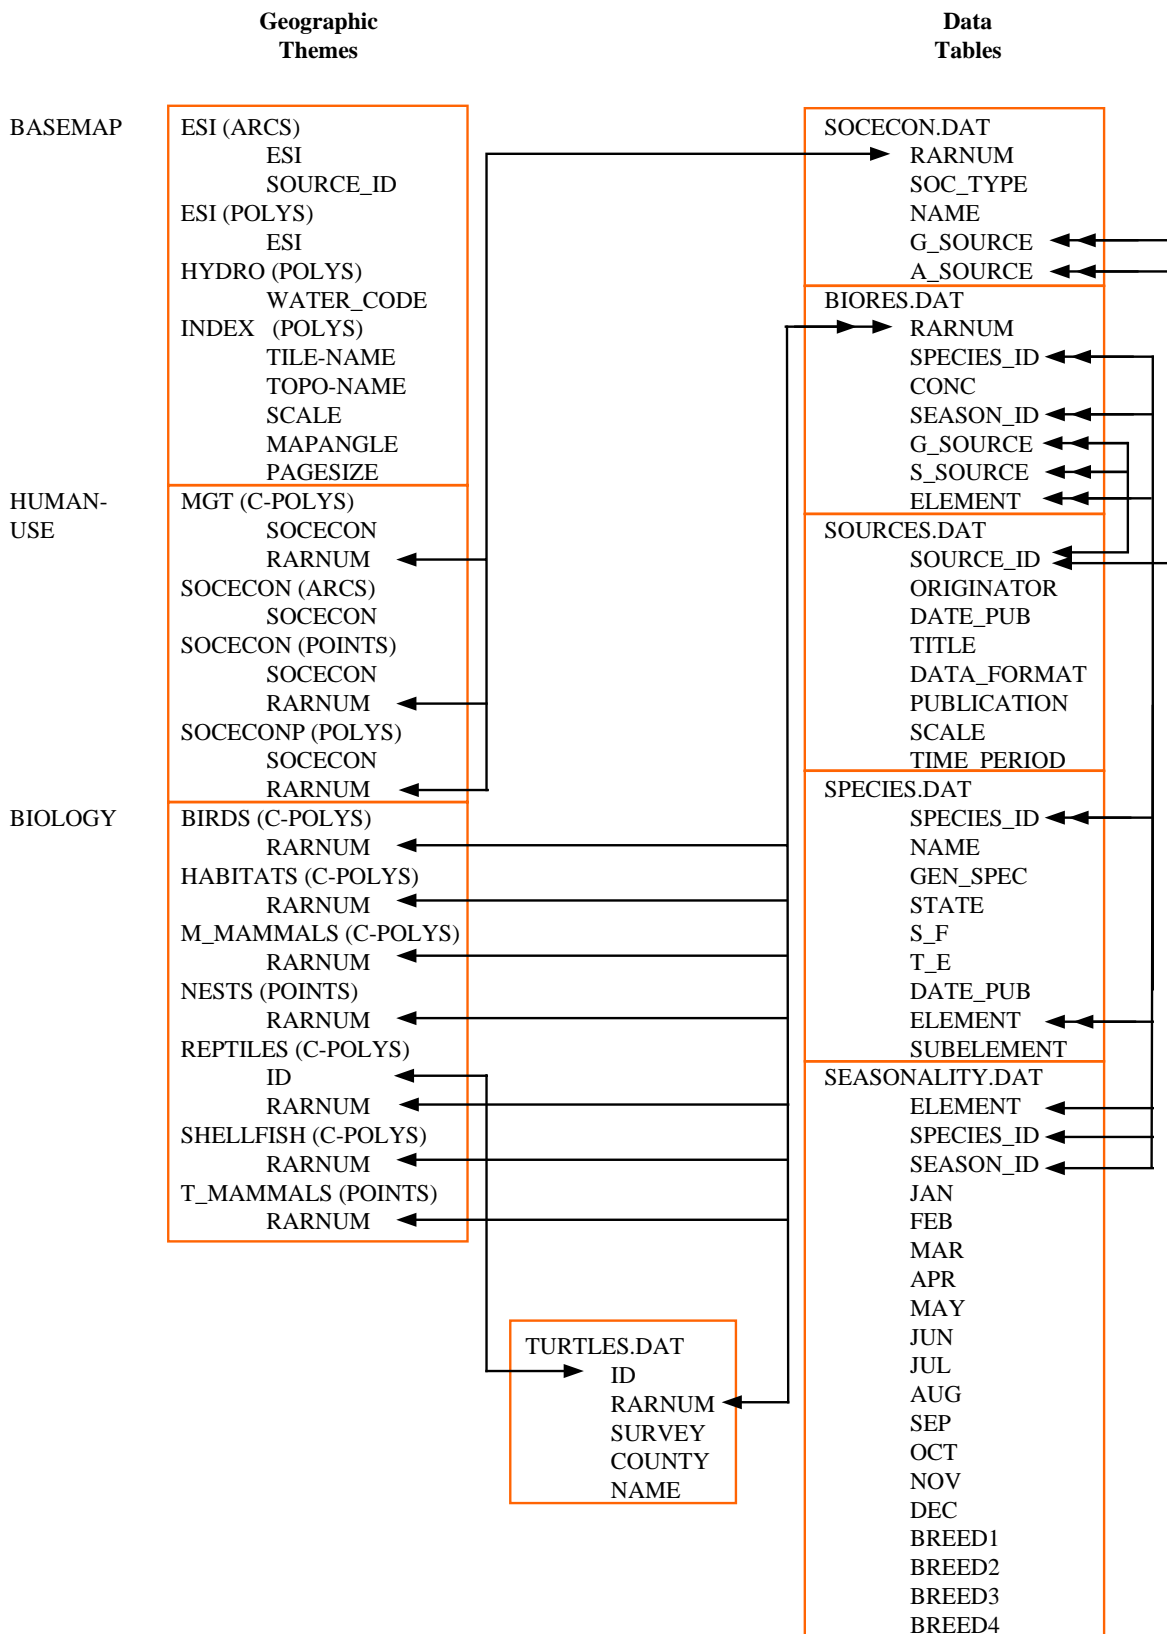 Geographic
Themes
Data
Tables
BASEMAP
ESI (ARCS)
ESI
SOURCE_ID
ESI (POLYS)
ESI
HYDRO (POLYS)
WATER_CODE
INDEX (POLYS)
TILE-NAME
TOPO-NAME
SCALE
MAPANGLE
PAGESIZE
HUMAN-
USE
MGT (C-POLYS)
SOCECON
RARNUM
SOCECON (ARCS)
SOCECON
SOCECON (POINTS)
SOCECON
RARNUM
SOCECONP (POLYS)
SOCECON
RARNUM
BIOLOGY
BIRDS (C-POLYS)
RARNUM
HABITATS (C-POLYS)
RARNUM
M_MAMMALS (C-POLYS)
RARNUM
NESTS (POINTS)
RARNUM
REPTILES (C-POLYS)
ID
RARNUM
SHELLFISH (C-POLYS)
RARNUM
T_MAMMALS (POINTS)
RARNUM
TURTLES.DAT
ID
RARNUM
SURVEY
COUNTY
NAME
SOCECON.DAT
RARNUM
SOC_TYPE
NAME
G_SOURCE
A_SOURCE
BIORES.DAT
RARNUM
SPECIES_ID
CONC
SEASON_ID
G_SOURCE
S_SOURCE
ELEMENT
SOURCES.DAT
SOURCE_ID
ORIGINATOR
DATE_PUB
TITLE
DATA_FORMAT
PUBLICATION
SCALE
TIME_PERIOD
SPECIES.DAT
SPECIES_ID
NAME
GEN_SPEC
STATE
S_F
T_E
DATE_PUB
ELEMENT
SUBELEMENT
SEASONALITY.DAT
ELEMENT
SPECIES_ID
SEASON_ID
JAN
FEB
MAR
APR
MAY
JUN
JUL
AUG
SEP
OCT
NOV
DEC
BREED1
BREED2
BREED3
BREED4